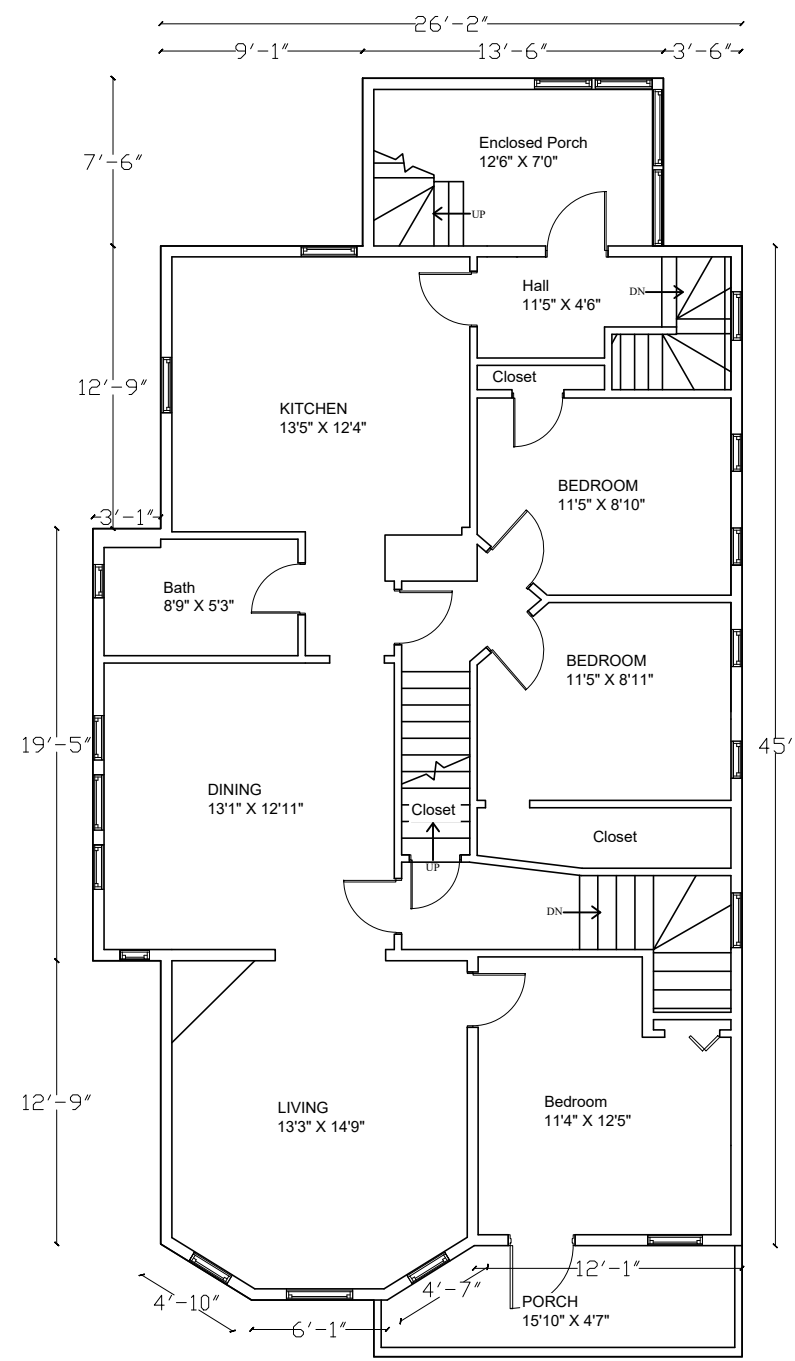 26'-2"
9'-1"
13'-6"
3'-6"
7'-6"
Enclosed Porch
12'6" X 7'0"
UP
Hall
11'5" X 4'6"
DN
12'-9"
Closet
KITCHEN
13'5" X 12'4"
BEDROOM
11'5" X 8'10"
3'-1"
Bath
8'9" X 5'3"
BEDROOM
11'5" X 8'11"
19'-5"
45'
DINING
13'1" X 12'11"
Closet
Closet
UP
DN
12'-9"
LIVING
13'3" X 14'9"
Bedroom
11'4" X 12'5"
12'-1"
4'-10"
4'-7"
6'-1"
PORCH
15'10" X 4'7"